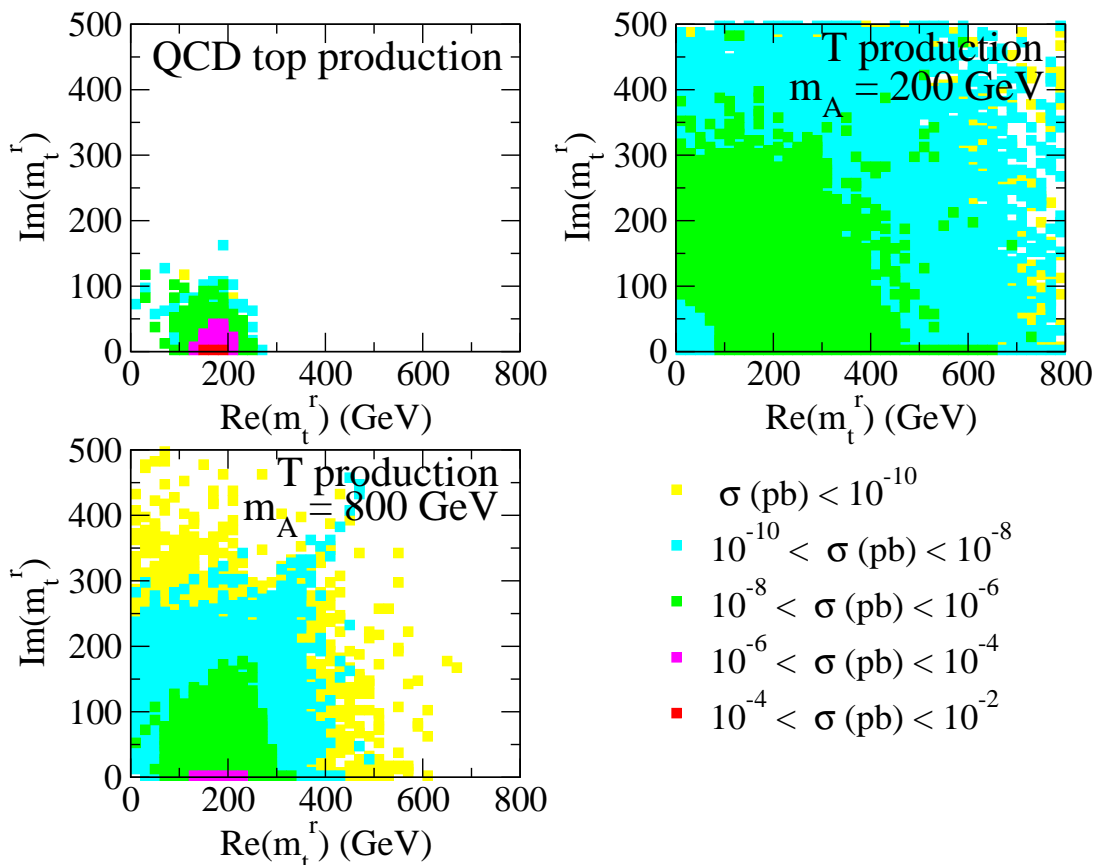 QCD top production
500
400
300
200
100
0
Im(m_t^r)
0 200 400 600 800
Re(m_t^r) (GeV)
T production
m_A = 200 GeV
500
400
300
200
100
0
Im(m_t^r)
0 200 400 600 800
Re(m_t^r) (GeV)
T production
m_A = 800 GeV
500
400
300
200
100
0
Im(m_t^r)
0 200 400 600 800
Re(m_t^r) (GeV)
σ (pb) < 10^-10
10^-10 < σ (pb) < 10^-8
10^-8 < σ (pb) < 10^-6
10^-6 < σ (pb) < 10^-4
10^-4 < σ (pb) < 10^-2